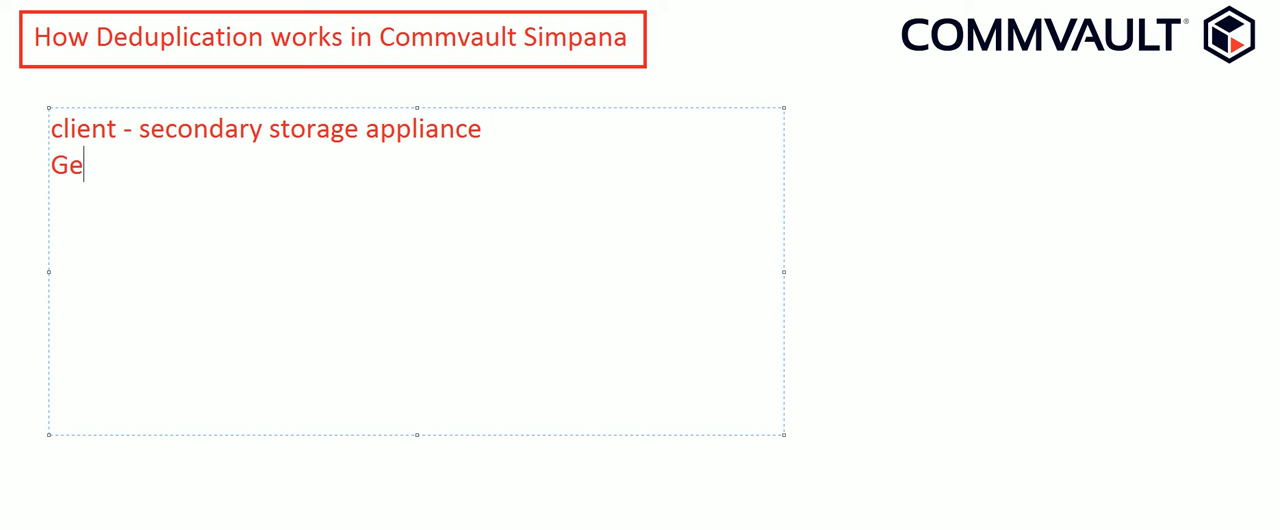 How Deduplication works in Commvault Simpana
COMMVAULT®
client - secondary storage appliance
Ge